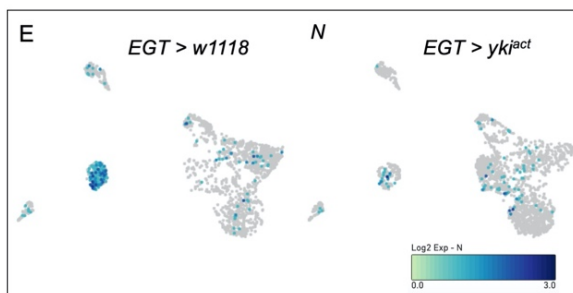 E
EGT > w1118
N
EGT > ykiact
Log2 Exp - N
0.0
3.0